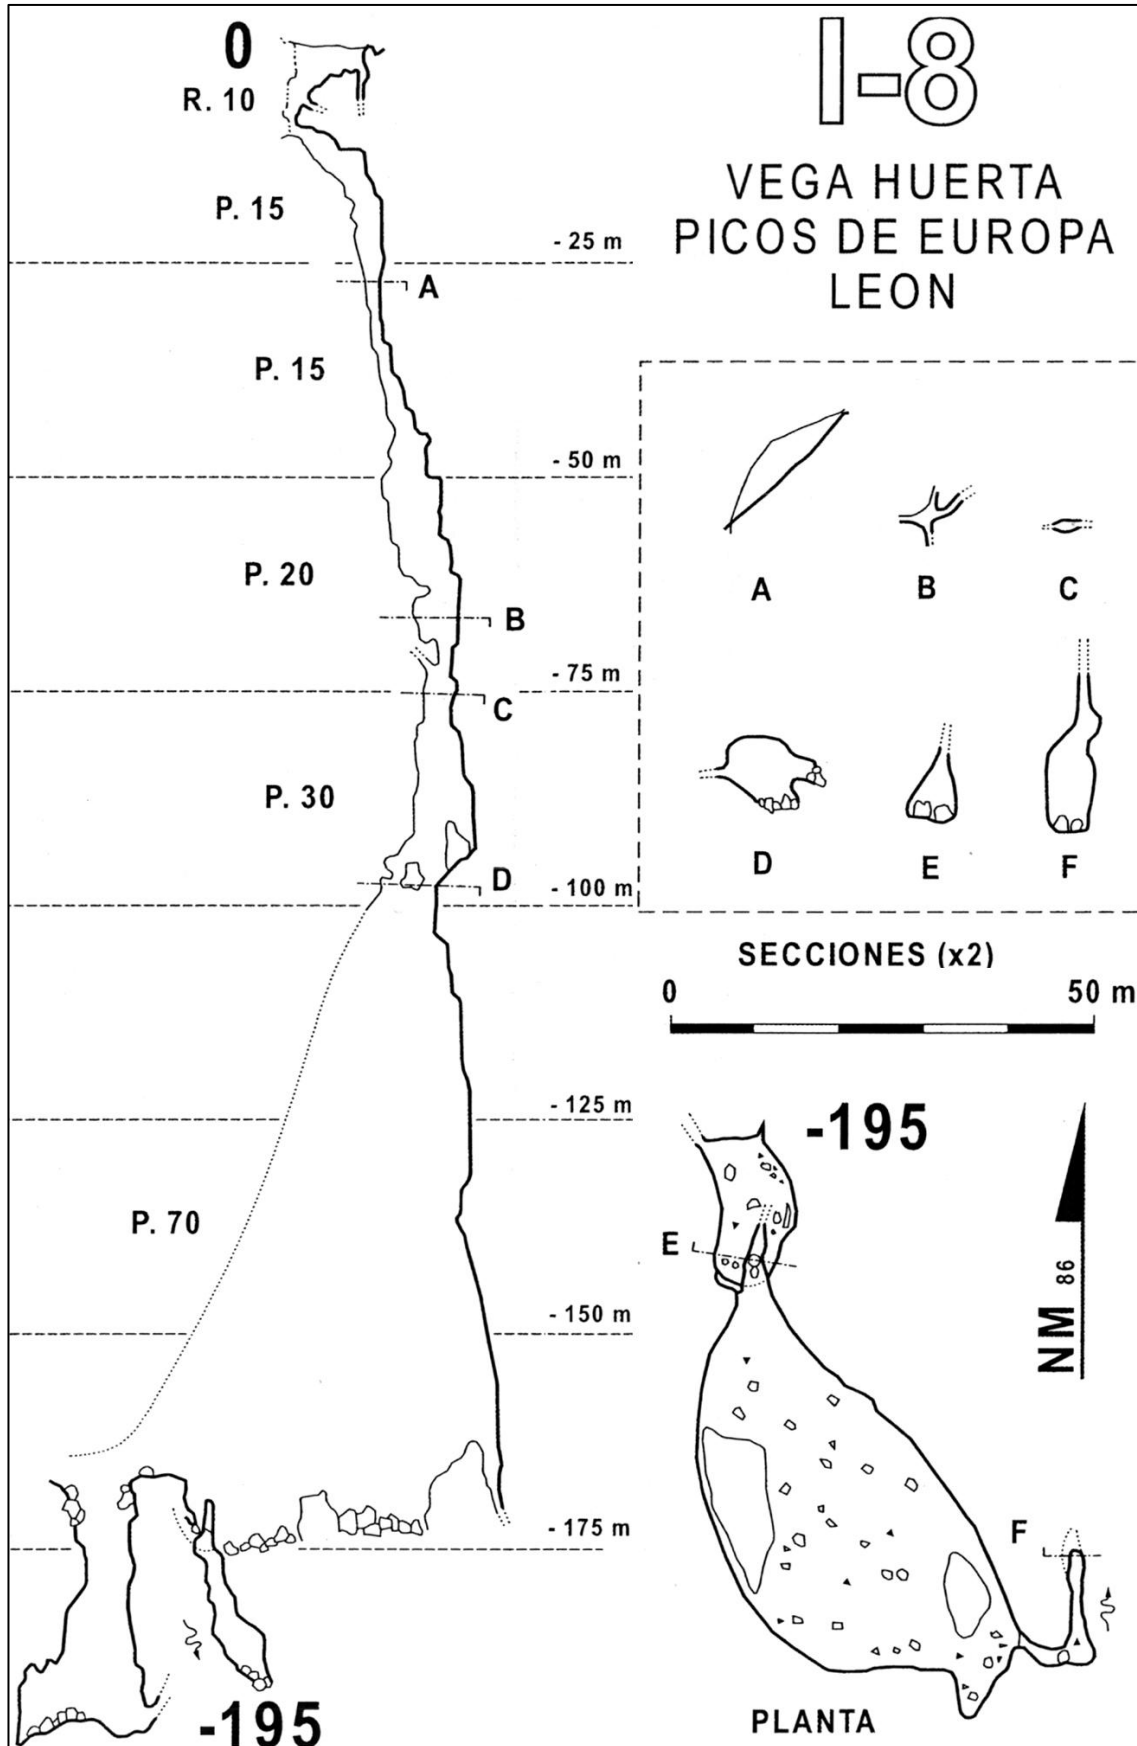 0
R. 10
I-8
VEGA HUERTA
PICOS DE EUROPA
LEON
P. 15
- 25 m
A
P. 15
- 50 m
P. 20
B
- 75 m
C
P. 30
D
- 100 m
A
B
C
D
E
F
SECCIONES (x2)
0
50 m
- 125 m
-195
P. 70
E
NM 86
- 150 m
- 175 m
F
-195
PLANTA